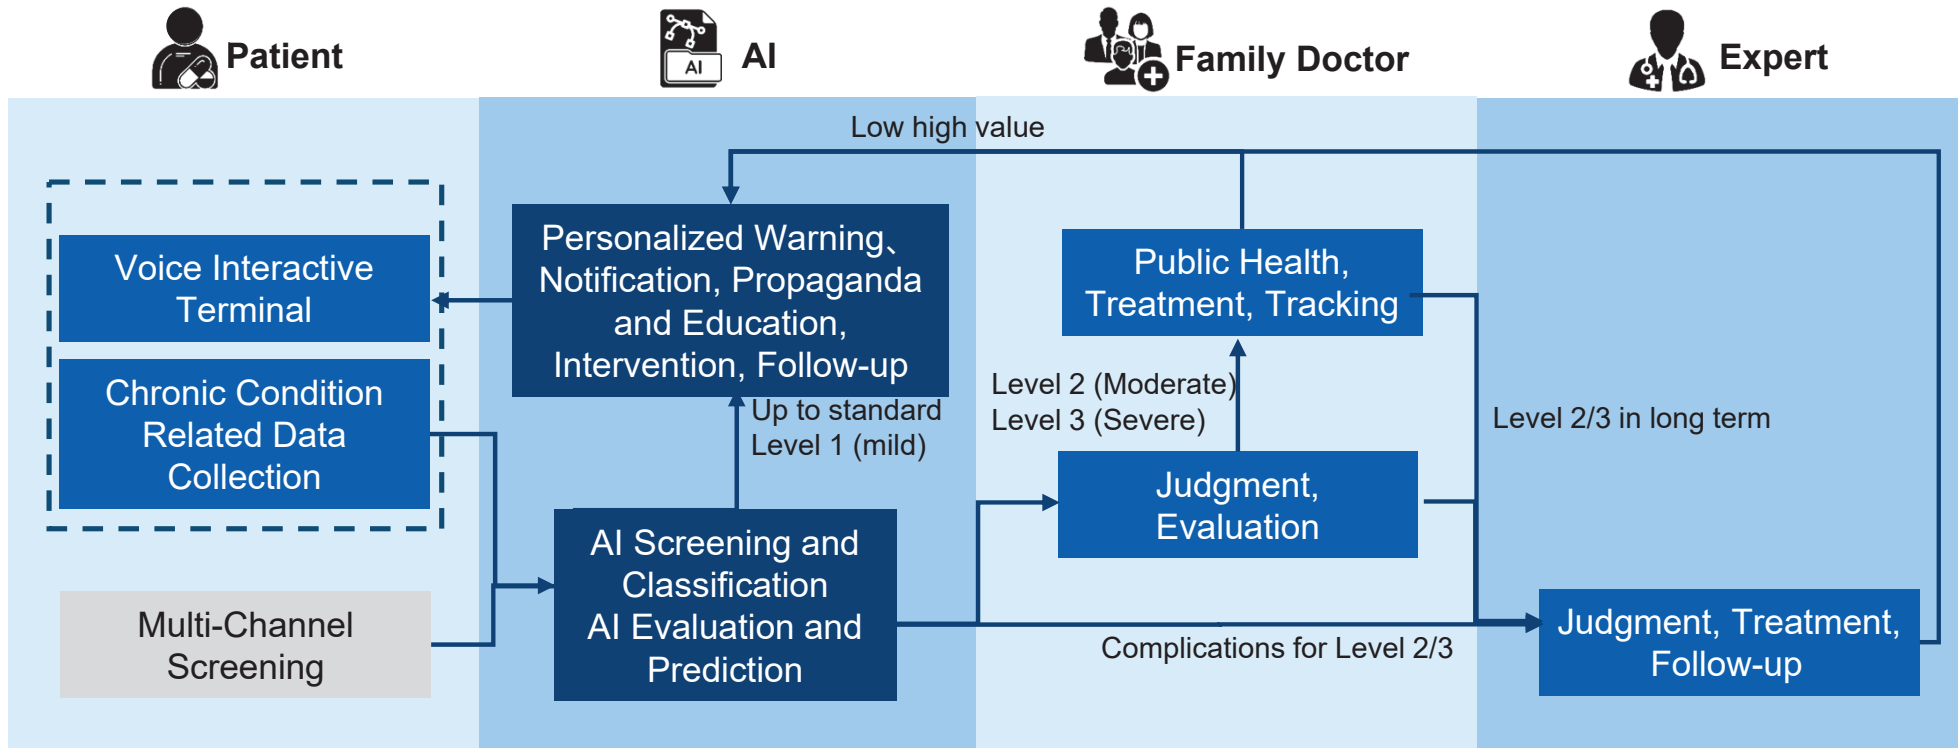 Patient
AI
AI
Family Doctor
Expert
Low high value
Voice Interactive
Terminal
Chronic Condition
Related Data
Collection
Multi-Channel
Screening
Personalized Warning、
Notification, Propaganda
and Education,
Intervention, Follow-up
Up to standard
Level 1 (mild)
AI Screening and
Classification
AI Evaluation and
Prediction
Public Health,
Treatment, Tracking
Level 2 (Moderate)
Level 3 (Severe)
Judgment,
Evaluation
Level 2/3 in long term
Complications for Level 2/3
Judgment, Treatment,
Follow-up